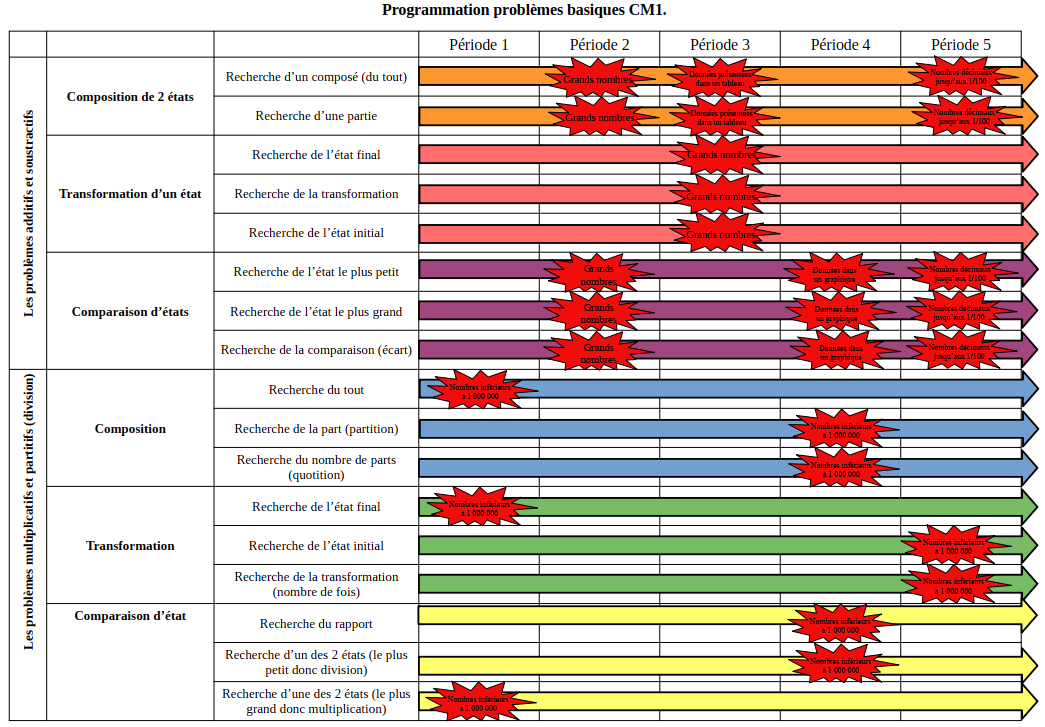 Programmation problèmes basiques CM1.
Période 1 Période 2 Période 3 Période 4 Période 5
Les problèmes additifs et soustractifs
Composition de 2 états
Recherche d'un composé (du tout)
Grands nombres
Données présentées
dans un tableau
Nombres décimaux
jusqu'aux 1/100
Recherche d'une partie
Grands nombres
Données présentées
dans un tableau
Nombres décimaux
jusqu'aux 1/100
Transformation d'un état
Recherche de l'état final
Grands nombres
Recherche de la transformation
Grands nombres
Recherche de l'état initial
Grands nombres
Comparaison d'états
Recherche de l'état le plus petit
Grands
nombres
Données dans
un graphique
Nombres décimaux
jusqu'aux 1/100
Recherche de l'état le plus grand
Grands
nombres
Données dans
un graphique
Nombres décimaux
jusqu'aux 1/100
Recherche de la comparaison (écart)
Grands
nombres
Données dans
un graphique
Nombres décimaux
jusqu'aux 1/100
Les problèmes multiplicatifs et partitifs (division)
Composition
Recherche du tout
Nombres inférieurs
à 1 000 000
Recherche de la part (partition)
Nombres inférieurs
à 1 000 000
Recherche du nombre de parts
(quotition)
Nombres inférieurs
à 1 000 000
Transformation
Recherche de l'état final
Nombres inférieurs
à 1 000 000
Recherche de l'état initial
Nombres inférieurs
à 1 000 000
Recherche de la transformation
(nombre de fois)
Nombres inférieurs
à 1 000 000
Comparaison d'état
Recherche du rapport
Nombres inférieurs
à 1 000 000
Recherche d'un des 2 états (le plus
petit donc division)
Nombres inférieurs
à 1 000 000
Recherche d'une des 2 états (le plus
grand donc multiplication)
Nombres inférieurs
à 1 000 000